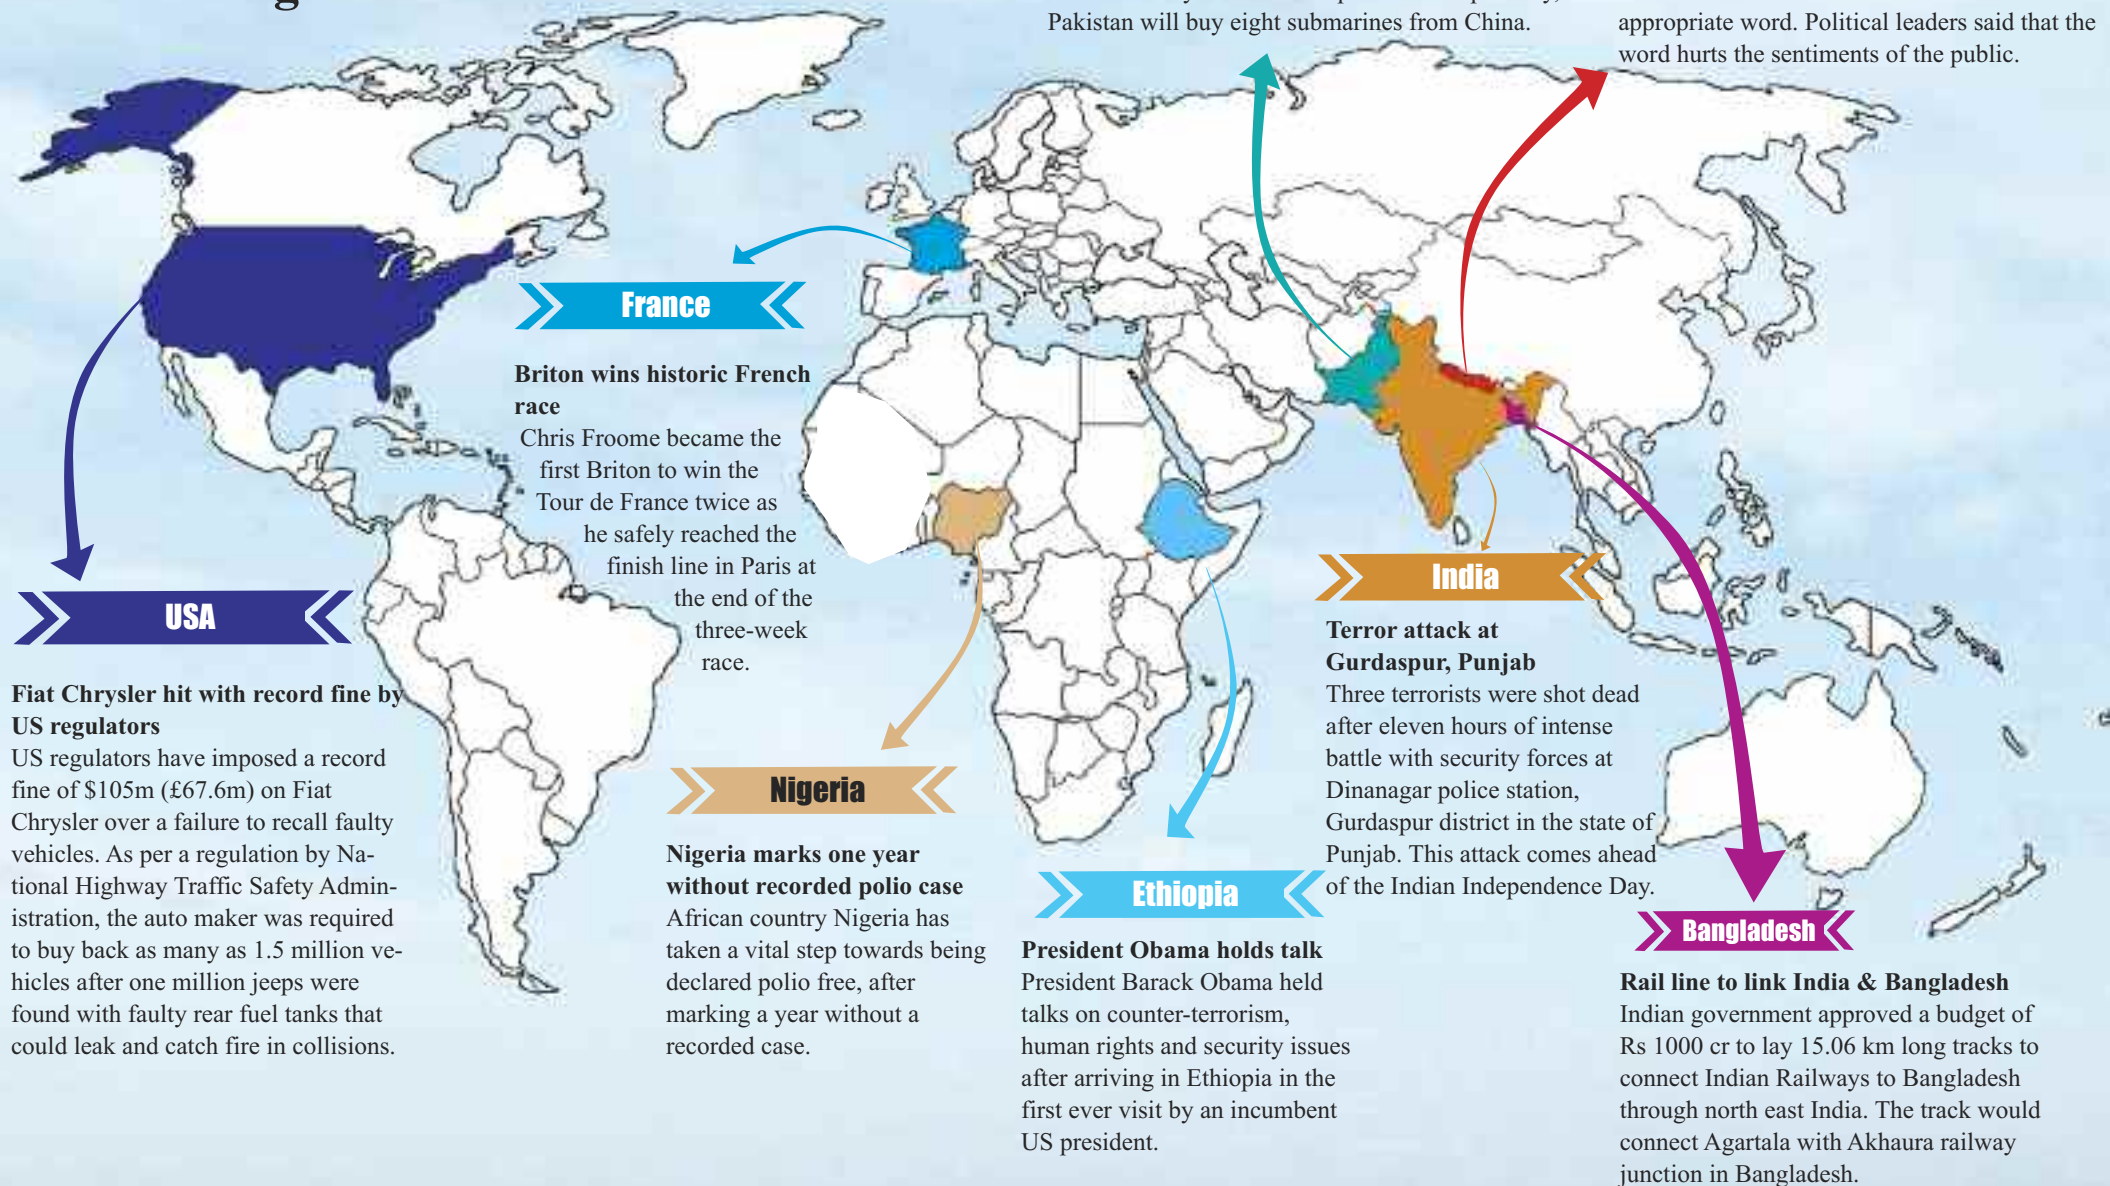 Pakistan will buy eight submarines from China.
appropriate word. Political leaders said that the
word hurts the sentiments of the public.
France
Briton wins historic French
race
Chris Froome became the
first Briton to win the
Tour de France twice as
he safely reached the
finish line in Paris at
the end of the
three-week
race.
USA
Fiat Chrysler hit with record fine by
US regulators
US regulators have imposed a record
fine of $105m (£67.6m) on Fiat
Chrysler over a failure to recall faulty
vehicles. As per a regulation by Na-
tional Highway Traffic Safety Admin-
istration, the auto maker was required
to buy back as many as 1.5 million ve-
hicles after one million jeeps were
found with faulty rear fuel tanks that
could leak and catch fire in collisions.
Nigeria
Nigeria marks one year
without recorded polio case
African country Nigeria has
taken a vital step towards being
declared polio free, after
marking a year without a
recorded case.
Ethiopia
President Obama holds talk
President Barack Obama held
talks on counter-terrorism,
human rights and security issues
after arriving in Ethiopia in the
first ever visit by an incumbent
US president.
India
Terror attack at
Gurdaspur, Punjab
Three terrorists were shot dead
after eleven hours of intense
battle with security forces at
Dinanagar police station,
Gurdaspur district in the state of
Punjab. This attack comes ahead
of the Indian Independence Day.
Bangladesh
Rail line to link India & Bangladesh
Indian government approved a budget of
Rs 1000 cr to lay 15.06 km long tracks to
connect Indian Railways to Bangladesh
through north east India. The track would
connect Agartala with Akhaura railway
junction in Bangladesh.